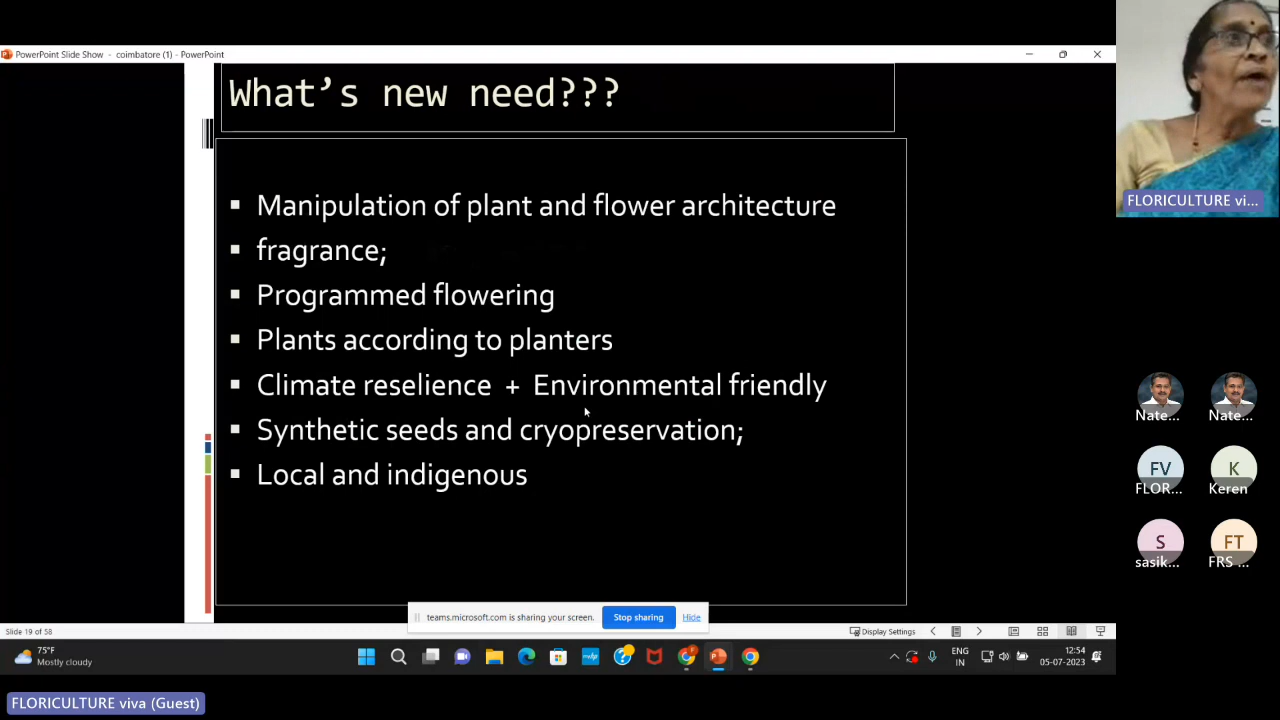 PowerPoint Slide Show - coimbatore (1) - PowerPoint
What's new need???
Manipulation of plant and flower architecture
fragrance;
Programmed flowering
Plants according to planters
Climate reselience + Environmental friendly
Synthetic seeds and cryopreservation;
Local and indigenous
teams.microsoft.com is sharing your screen.
Stop sharing
Hide
Slide 19 of 58
Display Settings
75°F
Mostly cloudy
ENG
IN
12:54
05-07-2023
FLORICULTURE vi...
Nate...
Nate...
FV
FLOR...
K
Keren
S
sasik...
FT
FRS ...
FLORICULTURE viva (Guest)